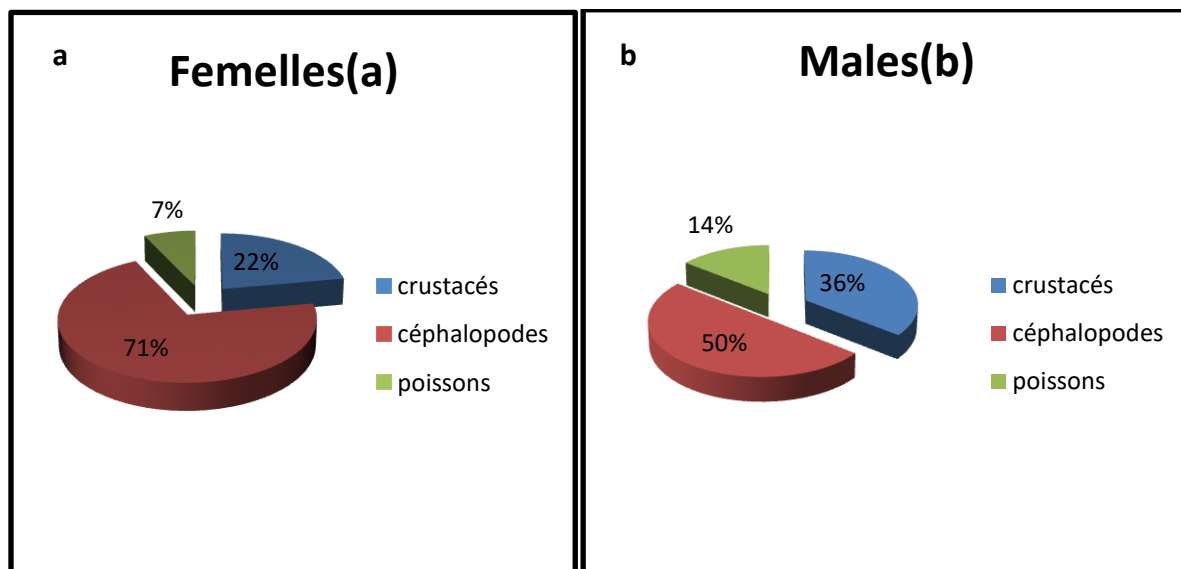 a
Femelles(a)
7%
22%
71%
crustacés
céphalopodes
poissons
b
Males(b)
14%
36%
50%
crustacés
céphalopodes
poissons